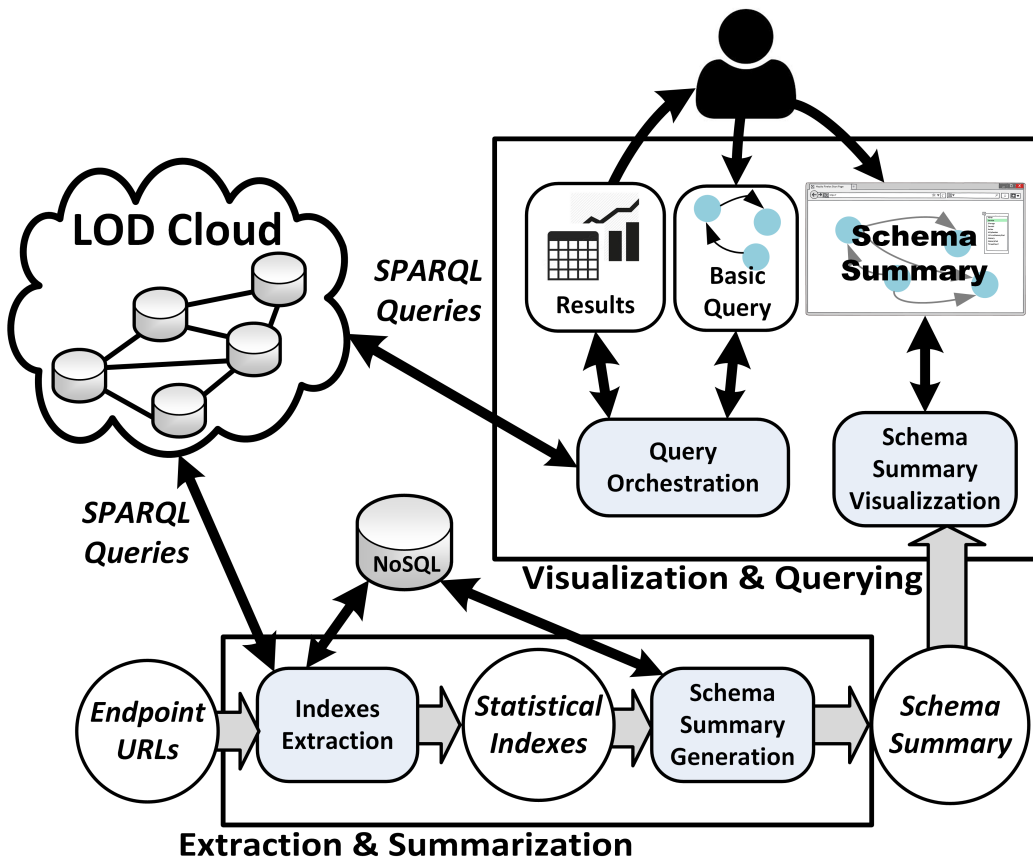 LOD Cloud
SPARQL
Queries
Results
Basic
Query
Schema
Summary
Query
Orchestration
Schema
Summary
Visualizzation
Visualization & Querying
SPARQL
Queries
NoSQL
Endpoint
URLs
Indexes
Extraction
Statistical
Indexes
Schema
Summary
Generation
Schema
Summary
Extraction & Summarization